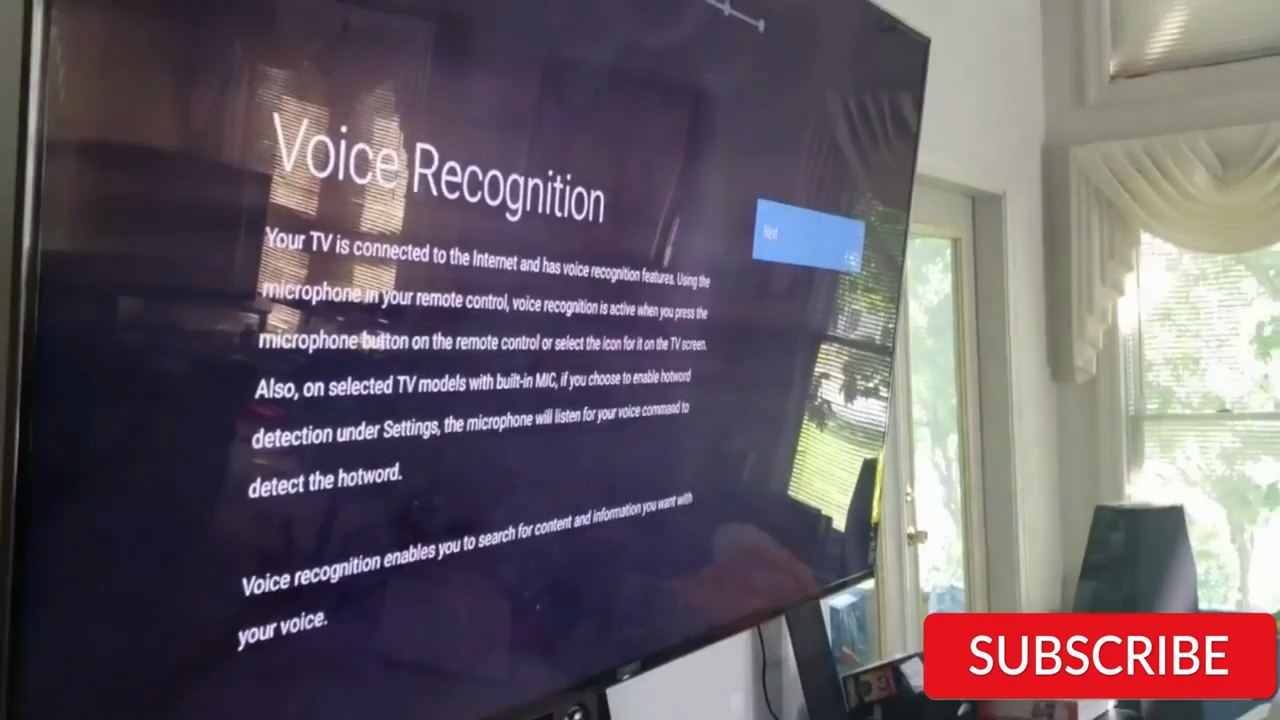 Voice Recognition
Your TV is connected to the Internet and has voice recognition features. Using the
microphone in your remote control, voice recognition is active when you press the
microphone button on the remote control or select the icon for it on the TV screen.
Also, on selected TV models with built-in MIC, if you choose to enable hotword
detection under Settings, the microphone will listen for your voice command to
detect the hotword.
Voice recognition enables you to search for content and information you want with
your voice.
Next
SUBSCRIBE